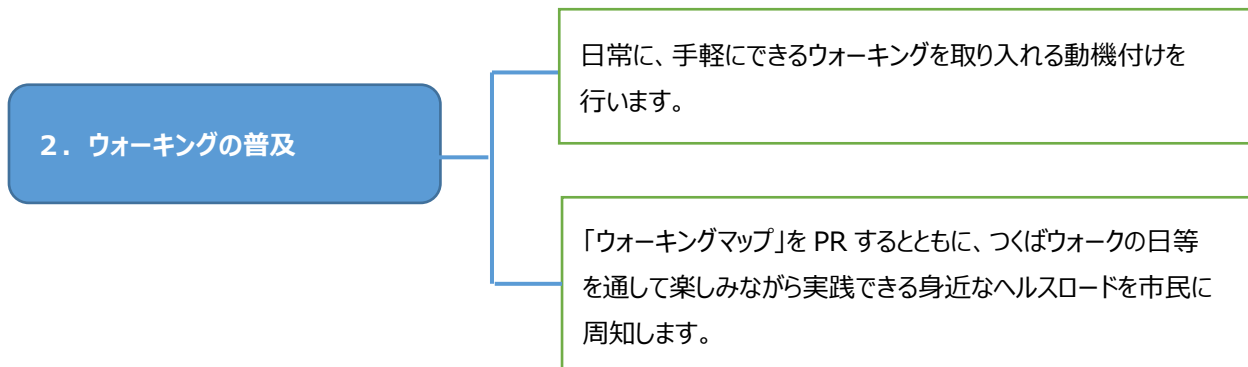 2．ウォーキングの普及
日常に、手軽にできるウォーキングを取り入れる動機付けを
行います。
「ウォーキングマップ」を PR するとともに、つくばウォークの日等
を通して楽しみながら実践できる身近なヘルスロードを市民に
周知します。